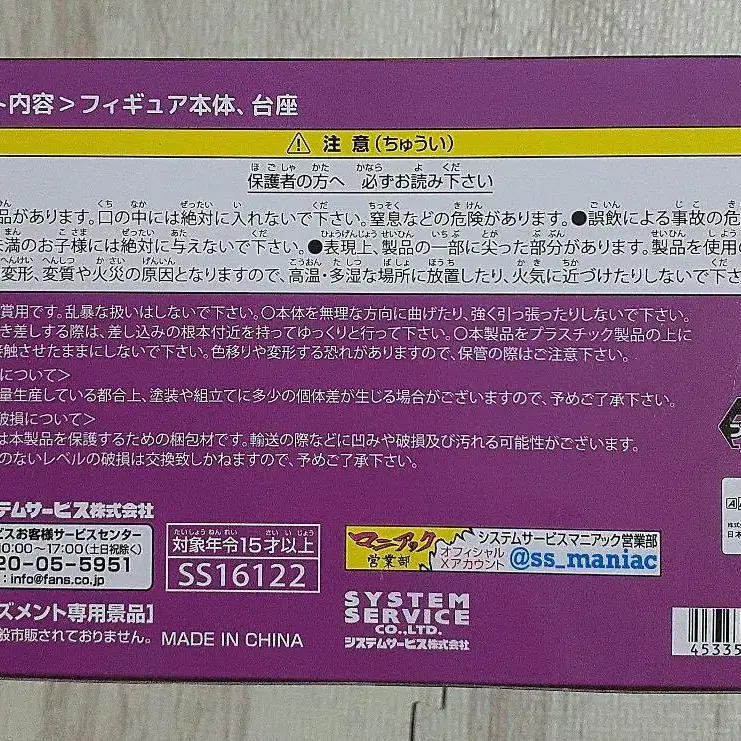 ト内容>フィギュア本体、台座
注意(ちゅうい)
保護者の方へ 必ずお読み下さい
品があります。口の中には絶対に入れないで下さい。窒息などの危険があります。●誤飲による事故の危
未満のお子様には絶対に与えないで下さい。●表現上、製品の一部に尖った部分があります。製品を使用の
変形、変質や火災の原因となりますので、高温・多湿な場所に放置したり、火気に近づけたりしないで下さ
賞用です。乱暴な扱いはしないで下さい。○本体を無理な方向に曲げたり、強く引っ張ったりしないで下さい。
き差しする際は、差し込みの根本付近を持ってゆっくりと行って下さい。○本製品をプラスチック製品の上に
接触させたままにしないで下さい。色移りや変形する恐れがありますので、保管の際はご注意下さい。
について>
量生産している都合上、塗装や組立てに多少の個体差が生じる場合がございますので、予めご了承下さい。
破損について>
は本製品を保護するための梱包材です。輸送の際などに凹みや破損及び汚れる可能性がございます。
のないレベルの破損は交換致しかねますので、予めご了承下さい。
テムサービス株式会社
ビスお客様サービスセンター
10:00〜17:00(土日祝除く)
20-05-5951
: info@fans.co.jp
対象年令15才以上
SS16122
マニアック
営業部
システムサービスマニアック営業部
オフィシャル
Xアカウント
@ss_maniac
ズメント専用景品]
般市販されておりません。
MADE IN CHINA
SYSTEM
SERVICE
CO.,LTD.
システムサービス株式会社
45335